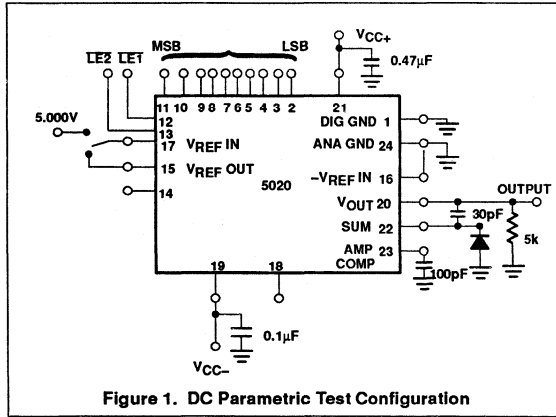 VCC+
MSB
LSB
LE2
LE1
0.47μF
11 10 9 8 7 6 5 4 3 2
21
5.000V
12
13
17 VREF IN
15 VREF OUT
14
5020
DIG GND 1
ANA GND 24
–VREF IN 16
VOUT 20
SUM 22
AMP COMP 23
OUTPUT
30pF
5k
100pF
19
18
0.1μF
VCC–
Figure 1. DC Parametric Test Configuration